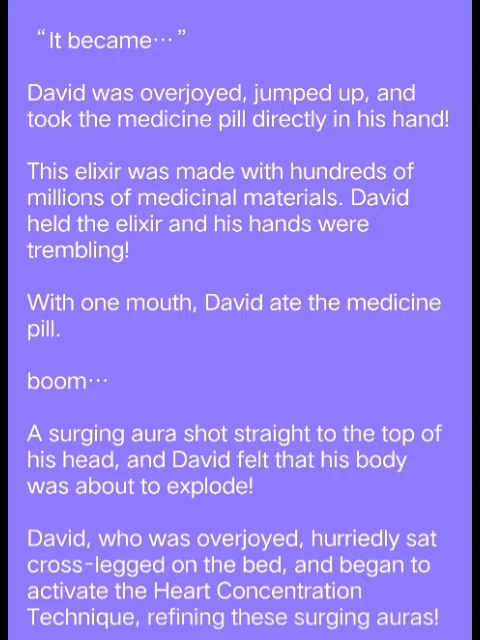 “It became…”
David was overjoyed, jumped up, and
took the medicine pill directly in his hand!
This elixir was made with hundreds of
millions of medicinal materials. David
held the elixir and his hands were
trembling!
With one mouth, David ate the medicine
pill.
boom…
A surging aura shot straight to the top of
his head, and David felt that his body
was about to explode!
David, who was overjoyed, hurriedly sat
cross-legged on the bed, and began to
activate the Heart Concentration
Technique, refining these surging auras!